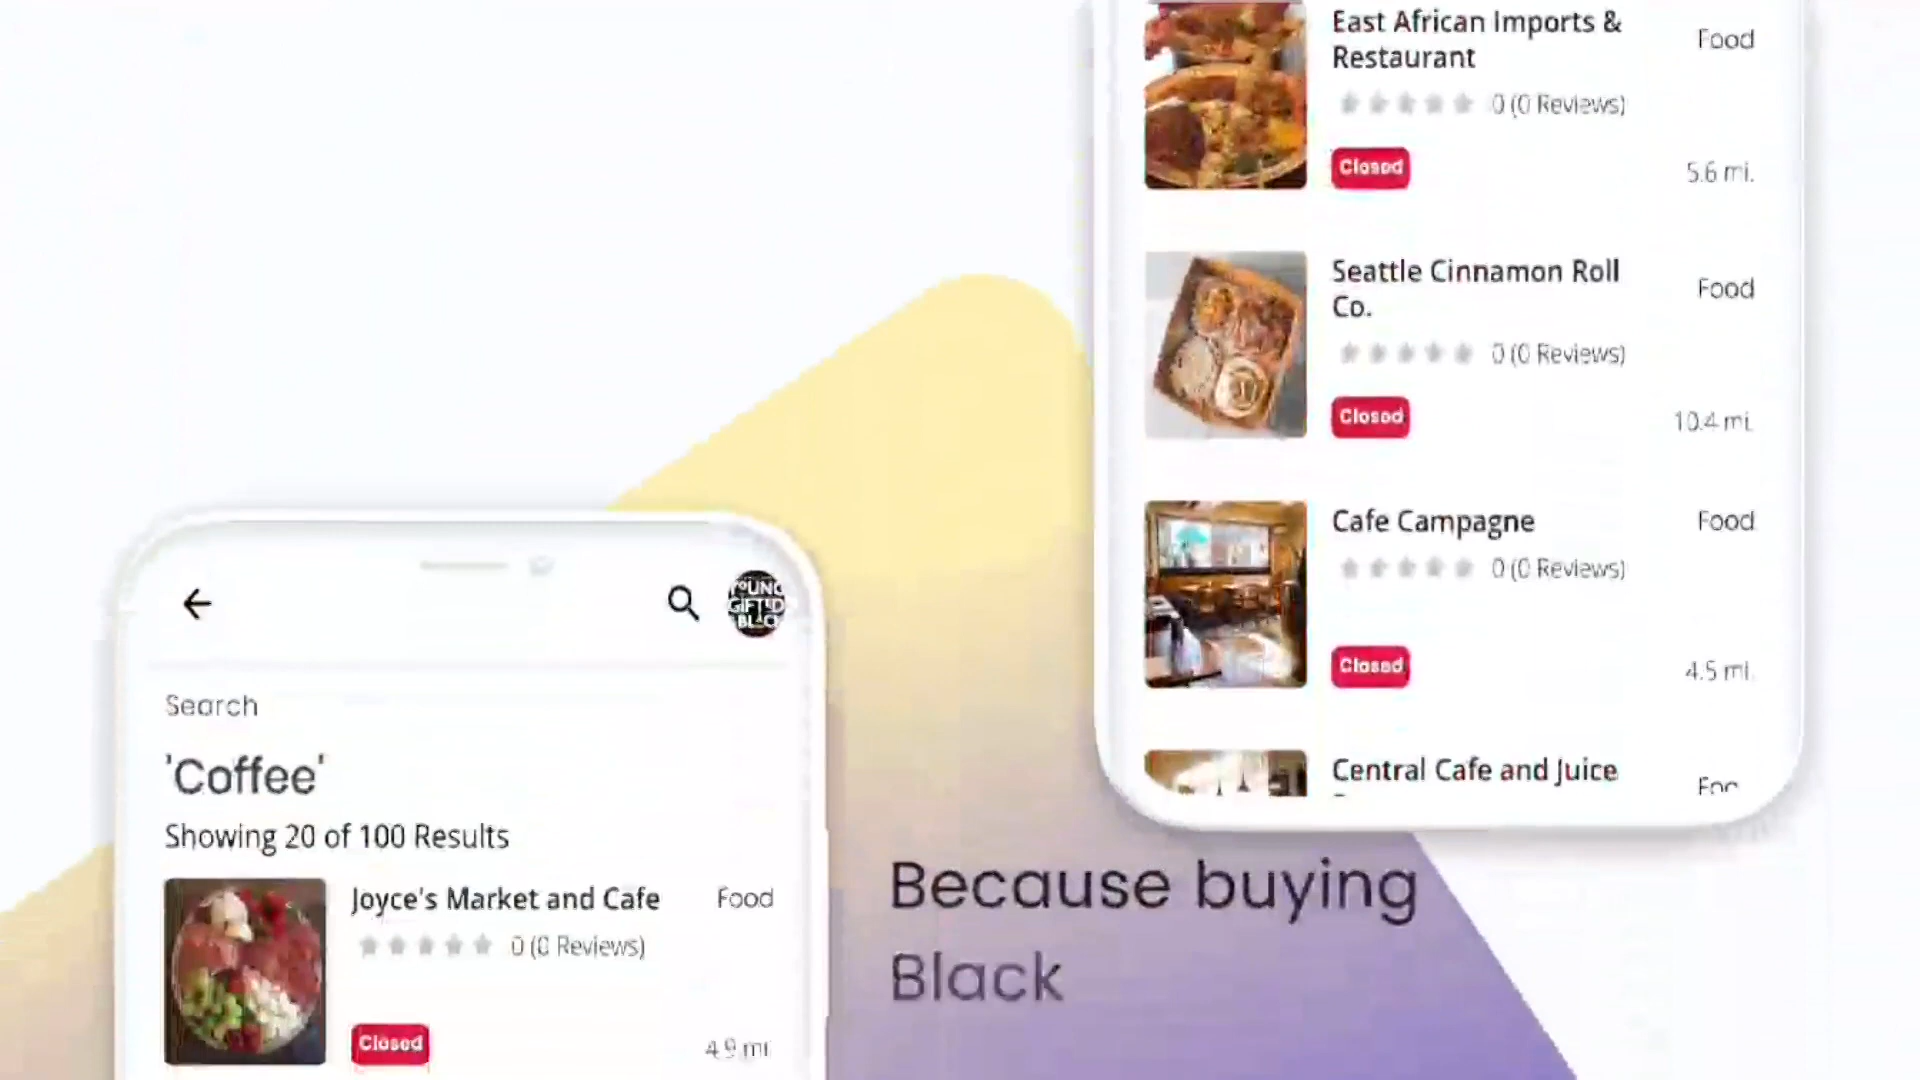 East African Imports &
Restaurant
Food
0 (0 Reviews)
Closed
5.6 mi.
Seattle Cinnamon Roll
Co.
Food
0 (0 Reviews)
Closed
10.4 mi.
Cafe Campagne
Food
0 (0 Reviews)
Closed
4.5 mi.
Central Cafe and Juice
YOUNG
GIFTED
& BLACK
Search
'Coffee'
Showing 20 of 100 Results
Joyce's Market and Cafe
Food
0 (0 Reviews)
Closed
4.9 mi.
Because buying
Black